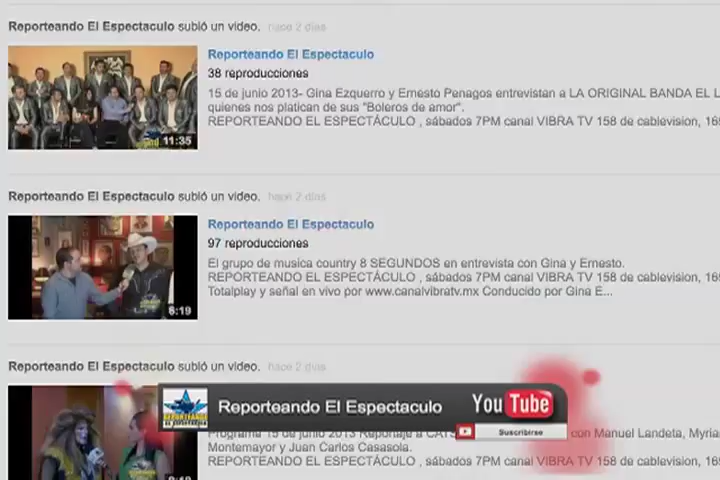 Reporteando El Espectaculo subió un video. hace 2 días
Reporteando El Espectaculo
38 reproducciones
15 de junio 2013- Gina Ezquerro y Ernesto Penagos entrevistan a LA ORIGINAL BANDA EL L
quienes nos platican de sus "Boleros de amor".
REPORTEANDO EL ESPECTÁCULO , sábados 7PM canal VIBRA TV 158 de cablevision, 169
11:35
Reporteando El Espectaculo subió un video. hace 2 días
Reporteando El Espectaculo
97 reproducciones
El grupo de musica country 8 SEGUNDOS en entrevista con Gina y Ernesto.
REPORTEANDO EL ESPECTÁCULO , sábados 7PM canal VIBRA TV 158 de cablevision, 169
Totalplay y señal en vivo por www.canalvibratv.mx Conducido por Gina E...
6:19
Reporteando El Espectaculo subió un video. hace 2 días
REPORTEANDO
EL ESPECTACULO
Reporteando El Espectaculo
YouTube
Suscribirse
Programa 15 de junio 2013 Reportaje a CATS con Manuel Landeta, Myria
Montemayor y Juan Carlos Casasola.
REPORTEANDO EL ESPECTÁCULO , sábados 7PM canal VIBRA TV 158 de cablevision, 169